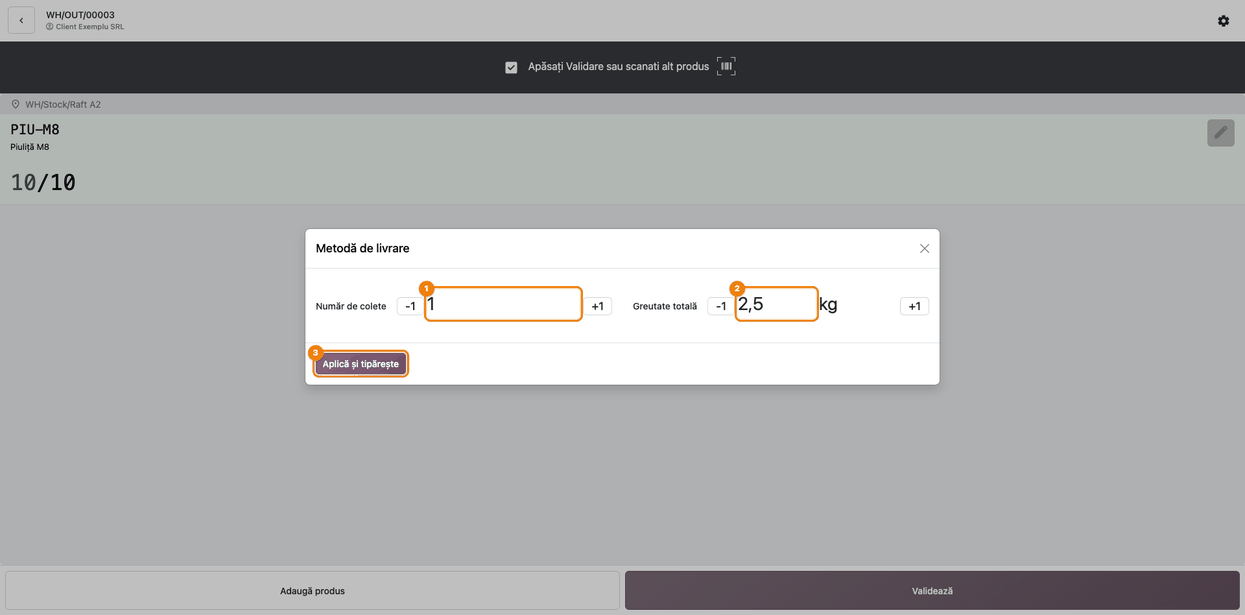 WH/OUT/00003
Client Exemplu SRL
Apăsați Validare sau scanati alt produs
WH/Stock/Raft A2
PIU-M8
Piuliță M8
10/10
Metodă de livrare
1
2
Număr de colete -1 1 +1 Greutate totală -1 2,5 kg +1
3
Aplică și tipărește
Adaugă produs Validează